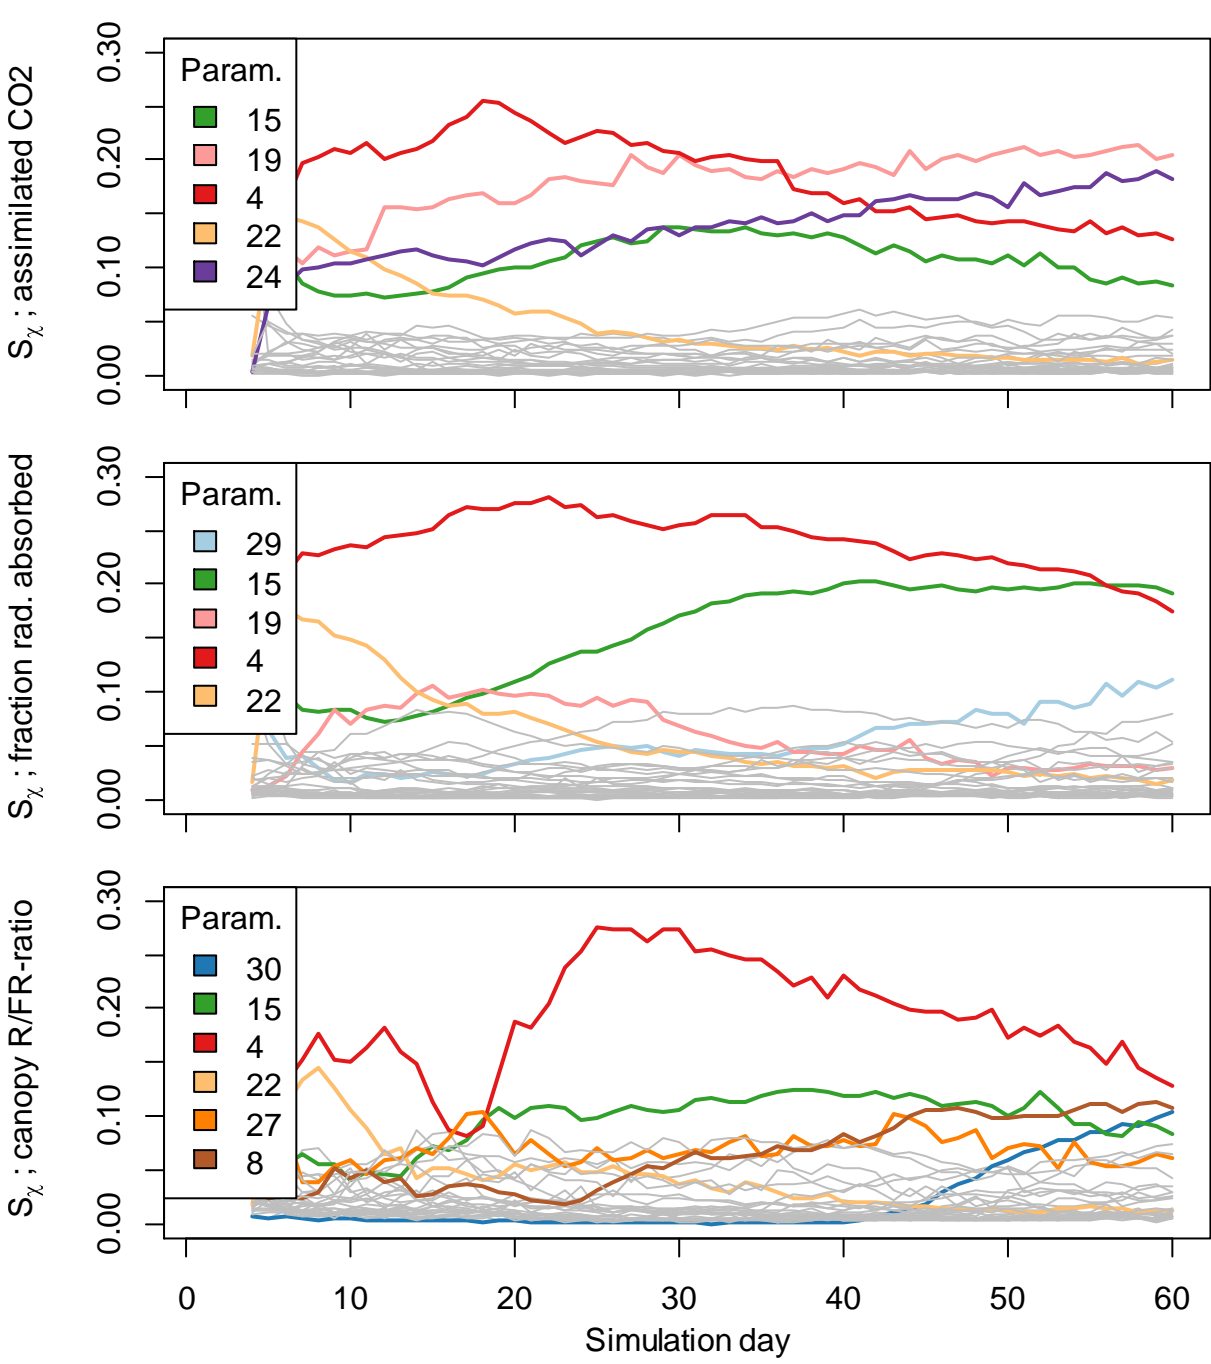 Sχ ; assimilated CO2
0.00 0.10 0.20 0.30
Param.
15
19
4
22
24
Sχ ; fraction rad. absorbed
0.00 0.10 0.20 0.30
Param.
29
15
19
4
22
Sχ ; canopy R/FR-ratio
0.00 0.10 0.20 0.30
Param.
30
15
4
22
27
8
0 10 20 30 40 50 60
Simulation day